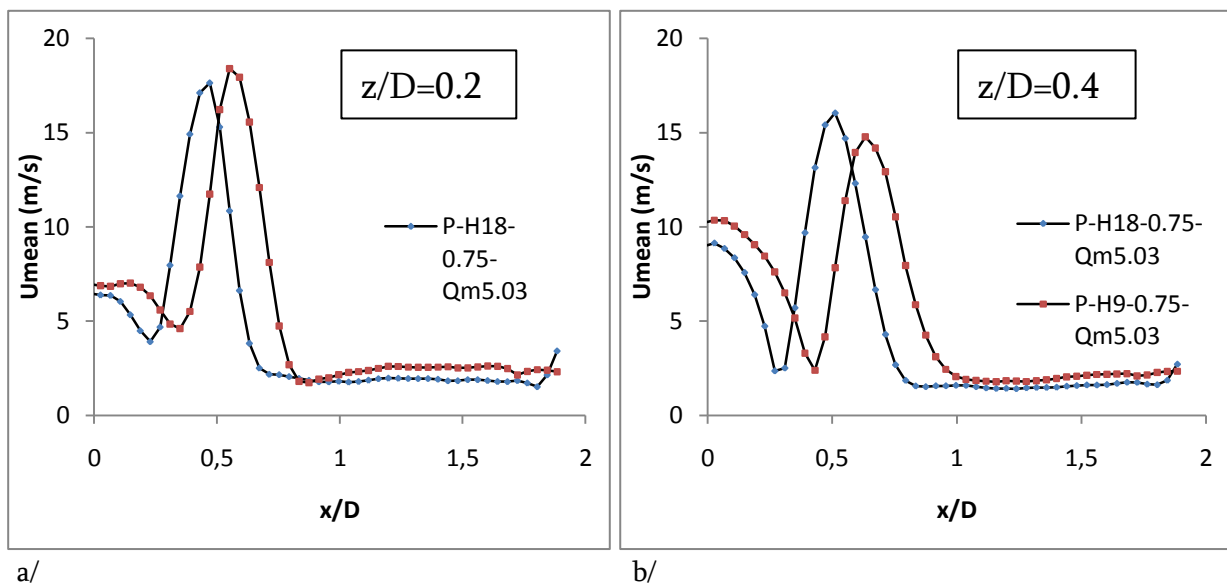 20
15
10
5
0
Umean (m/s)
z/D=0.2
P-H18-
0.75-
Qm5.03
0
0,5
1
1,5
2
x/D
a/
20
15
10
5
0
Umean (m/s)
z/D=0.4
P-H18-0.75-
Qm5.03
P-H9-0.75-
Qm5.03
0
0,5
1
1,5
2
x/D
b/